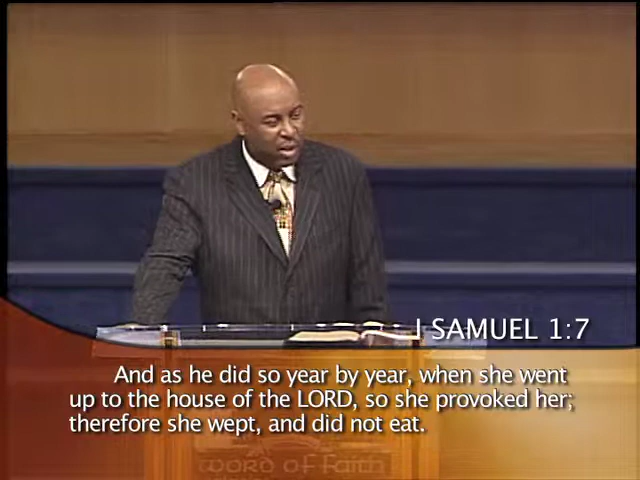 I SAMUEL 1:7
And as he did so year by year, when she went
up to the house of the LORD, so she provoked her;
therefore she wept, and did not eat.
word of faith